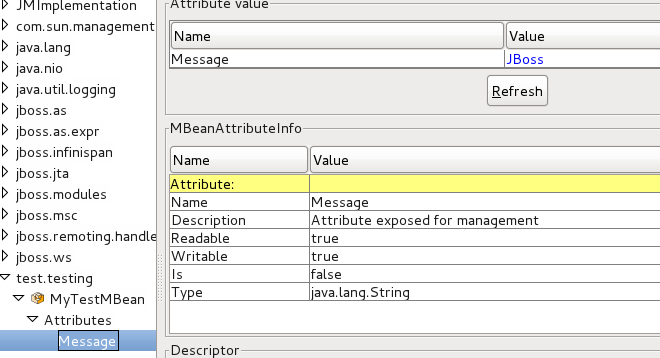 JMImplementation
com.sun.management
java.lang
java.nio
java.util.logging
jboss.as
jboss.as.expr
jboss.infinispan
jboss.jta
jboss.modules
jboss.msc
jboss.remoting.handle
jboss.ws
test.testing
MyTestMBean
Attributes
Message
Attribute value
Name Value
Message JBoss
Refresh
MBeanAttributeInfo
Name Value
Attribute:
Name Message
Description Attribute exposed for management
Readable true
Writable true
Is false
Type java.lang.String
Descriptor